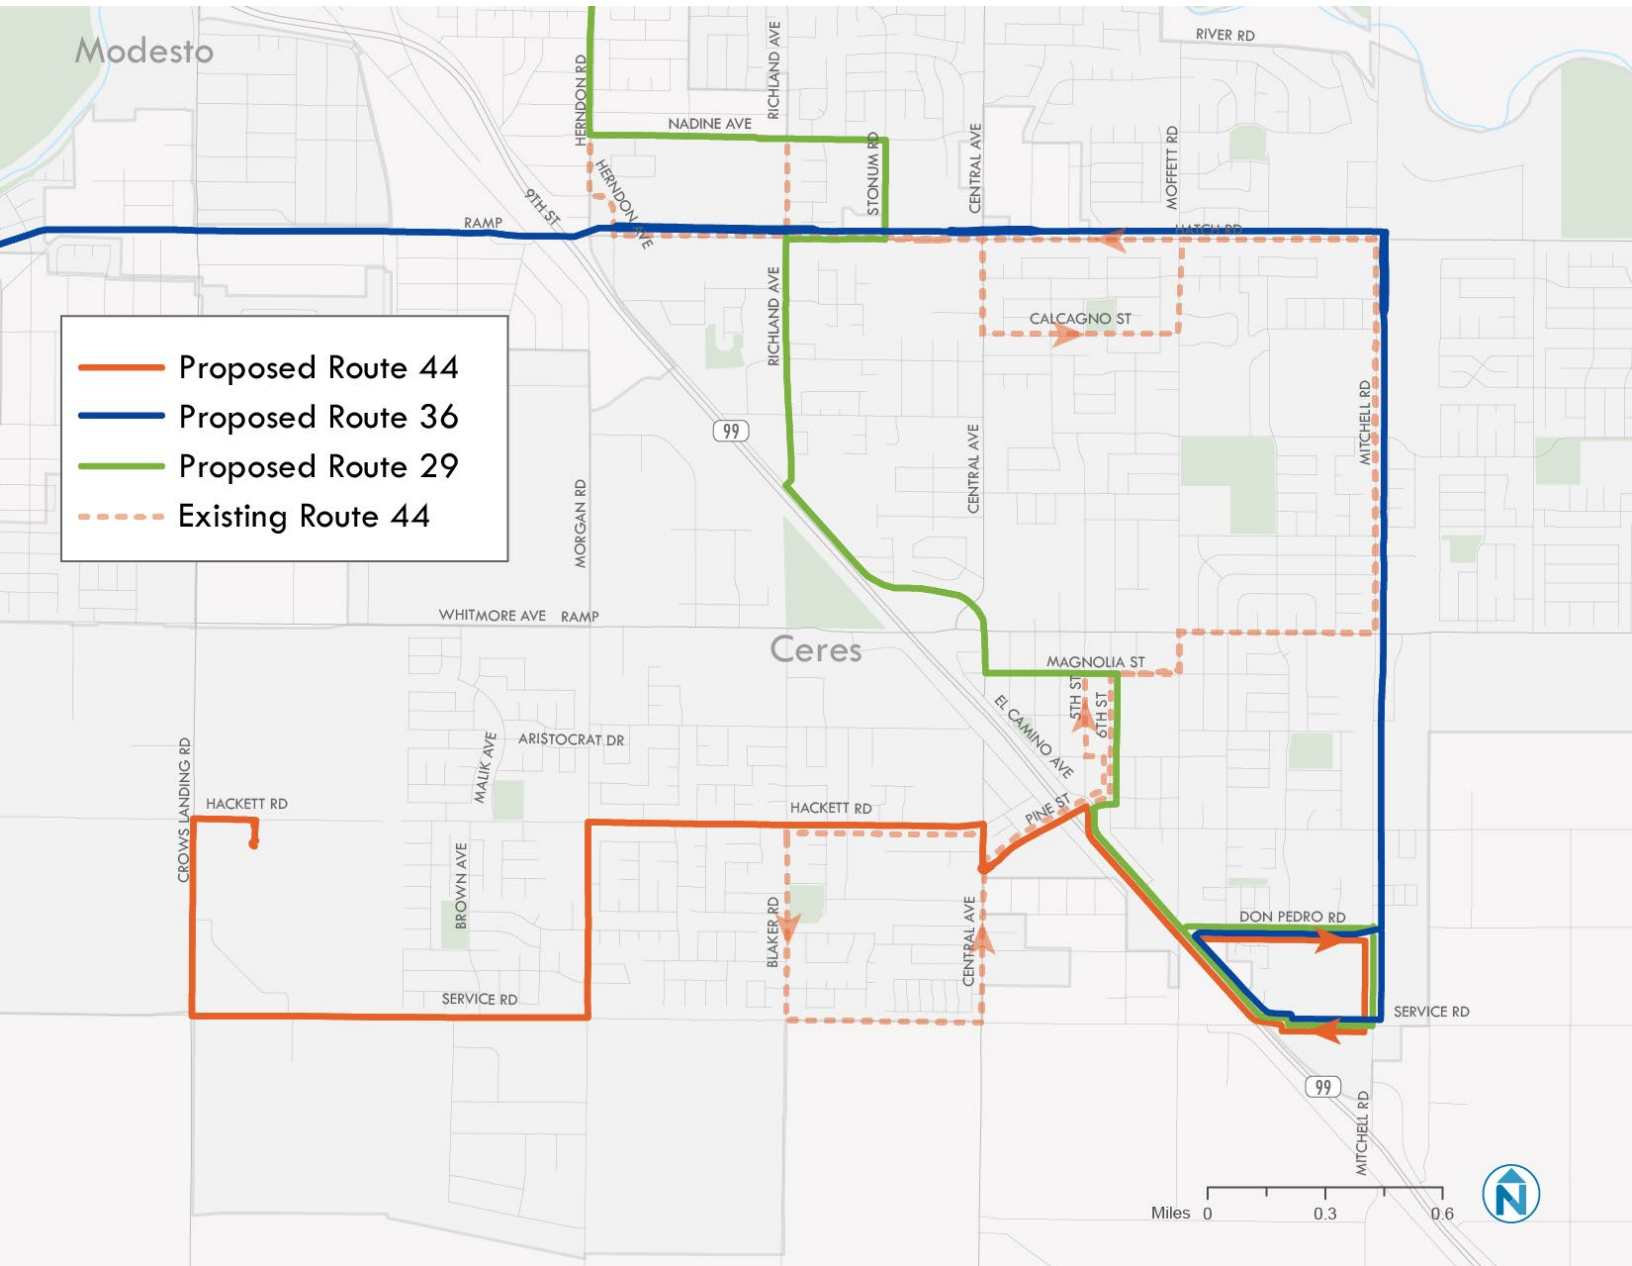 Modesto
RIVER RD
HERNDON RD
RICHLAND AVE
NADINE AVE
STONUM RD
CENTRAL AVE
MOFFETT RD
HERNDON AVE
9TH ST
RAMP
HATCH RD
RICHLAND AVE
CALCAGNO ST
Proposed Route 44
Proposed Route 36
Proposed Route 29
Existing Route 44
99
MITCHELL RD
CENTRAL AVE
MORGAN RD
WHITMORE AVE RAMP
Ceres
MAGNOLIA ST
5TH ST
6TH ST
EL CAMINO AVE
ARISTOCRAT DR
MALIK AVE
CROWS LANDING RD
HACKETT RD
HACKETT RD
PINE ST
BROWN AVE
BLAKER RD
CENTRAL AVE
DON PEDRO RD
SERVICE RD
SERVICE RD
99
MITCHELL RD
Miles 0 0.3 0.6
N